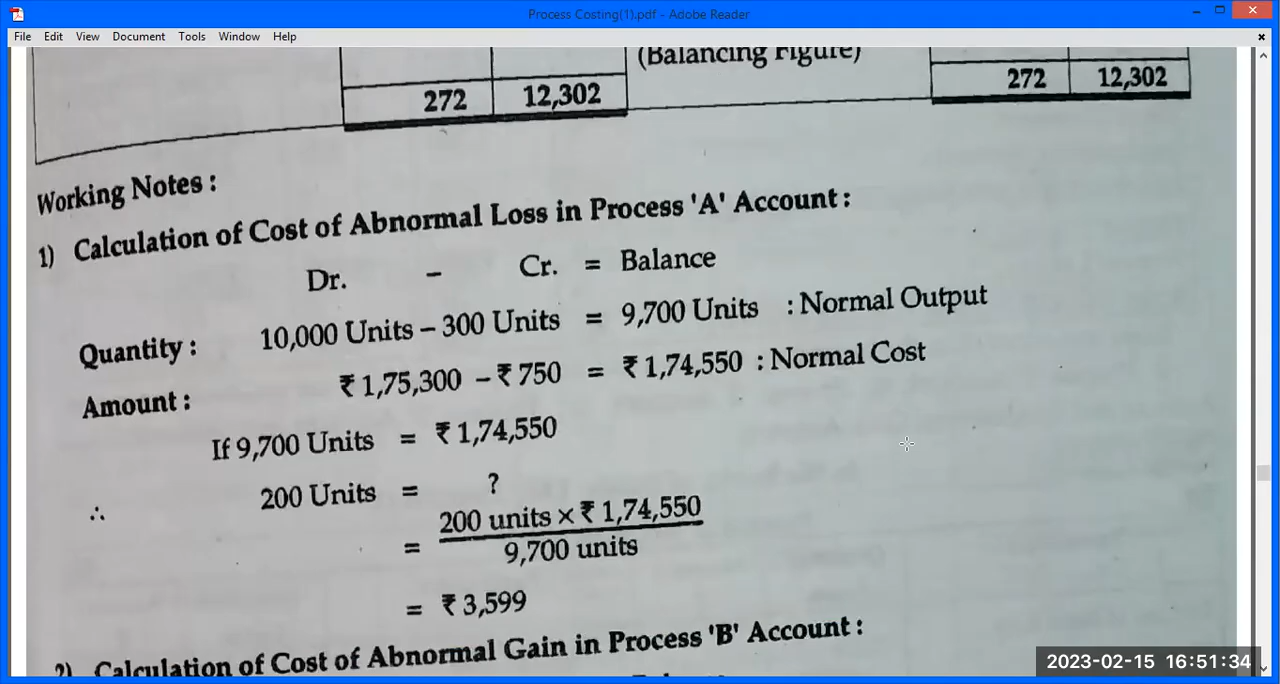 Process Costing(1).pdf - Adobe Reader
File Edit View Document Tools Window Help
(Balancing Figure)
272 12,302 272 12,302
Working Notes :
1) Calculation of Cost of Abnormal Loss in Process 'A' Account :
Dr. – Cr. = Balance
Quantity : 10,000 Units – 300 Units = 9,700 Units : Normal Output
Amount : ₹ 1,75,300 – ₹ 750 = ₹ 1,74,550 : Normal Cost
If 9,700 Units = ₹ 1,74,550
∴ 200 Units = ?
= 200 units × ₹ 1,74,550
9,700 units
= ₹ 3,599
2) Calculation of Cost of Abnormal Gain in Process 'B' Account :
2023-02-15 16:51:34